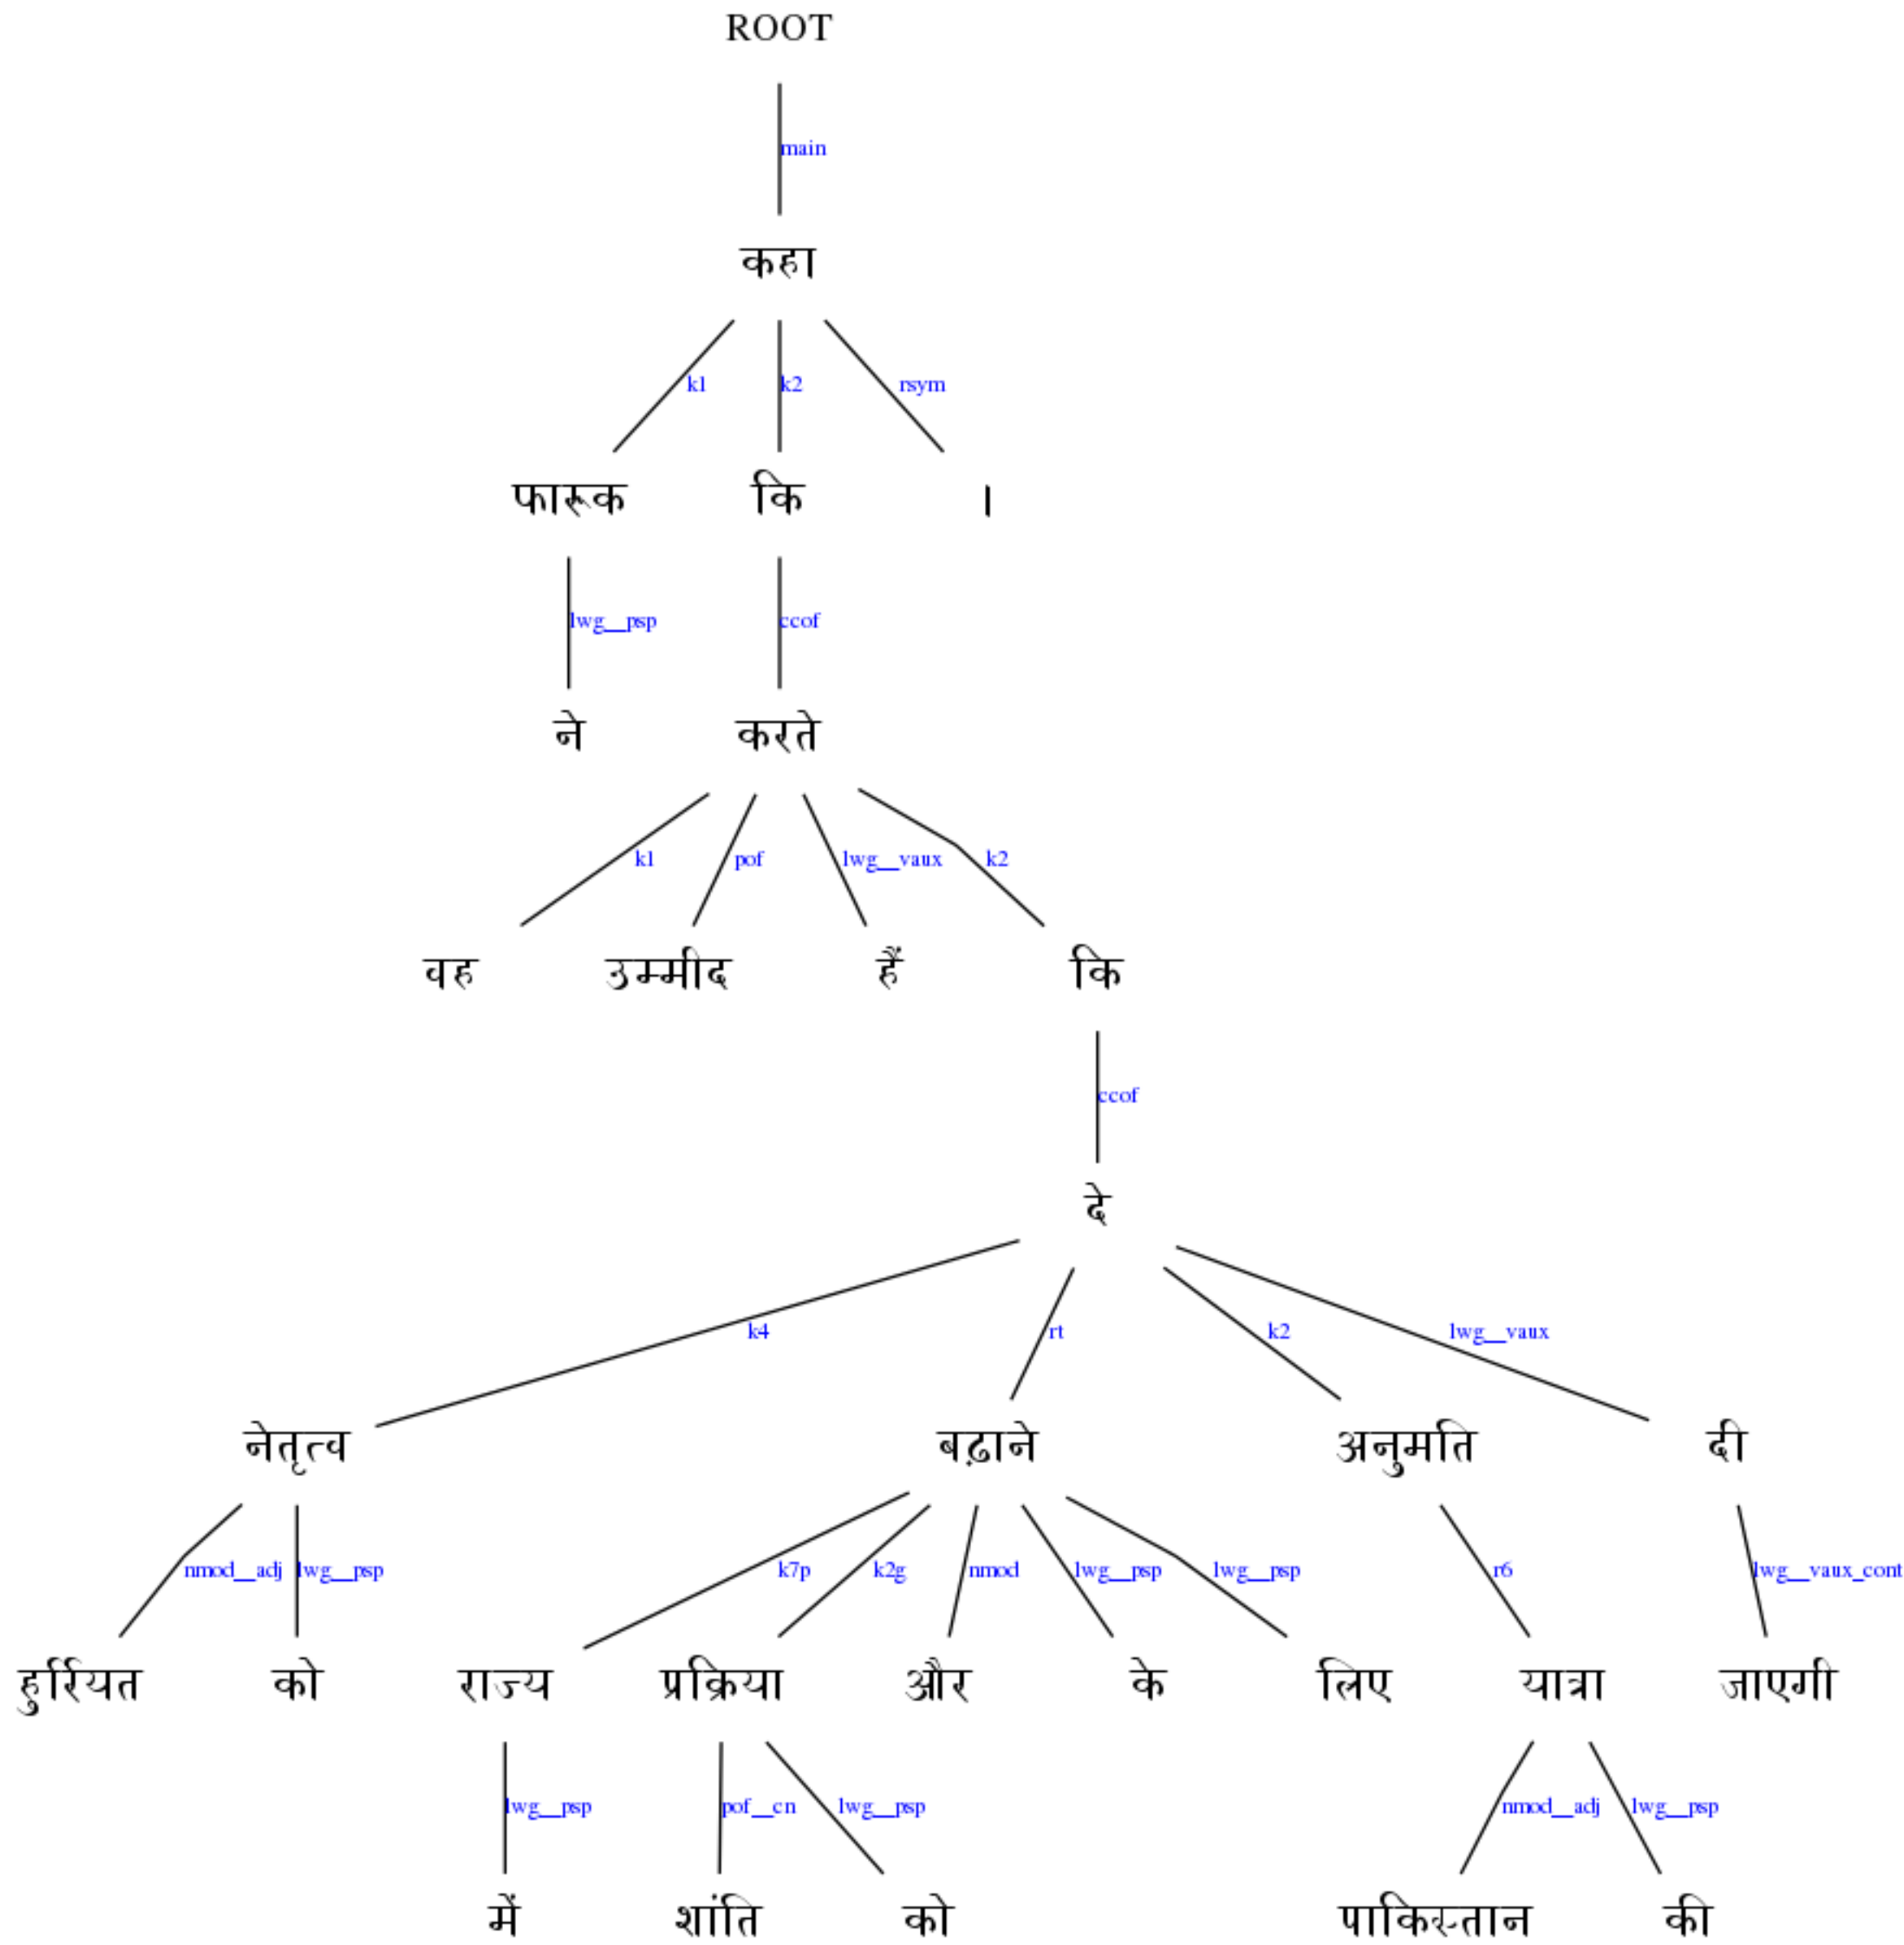 ROOT
main
कहा
k1 k2 rsym
फारूक कि ।
lwg__psp ccof
ने करते
k1 pof lwg__vaux k2
वह उम्मीद हैं कि
ccof
दे
k4 rt k2 lwg__vaux
नेतृत्व बढ़ाने अनुमति दी
nmod__adj lwg__psp k7p k2g nmod lwg__psp lwg__psp r6 lwg__vaux_cont
हुर्रियत को राज्य प्रक्रिया और के लिए यात्रा जाएगी
lwg__psp pof__cn lwg__psp nmod__adj lwg__psp
में शांति को पाकिस्तान की